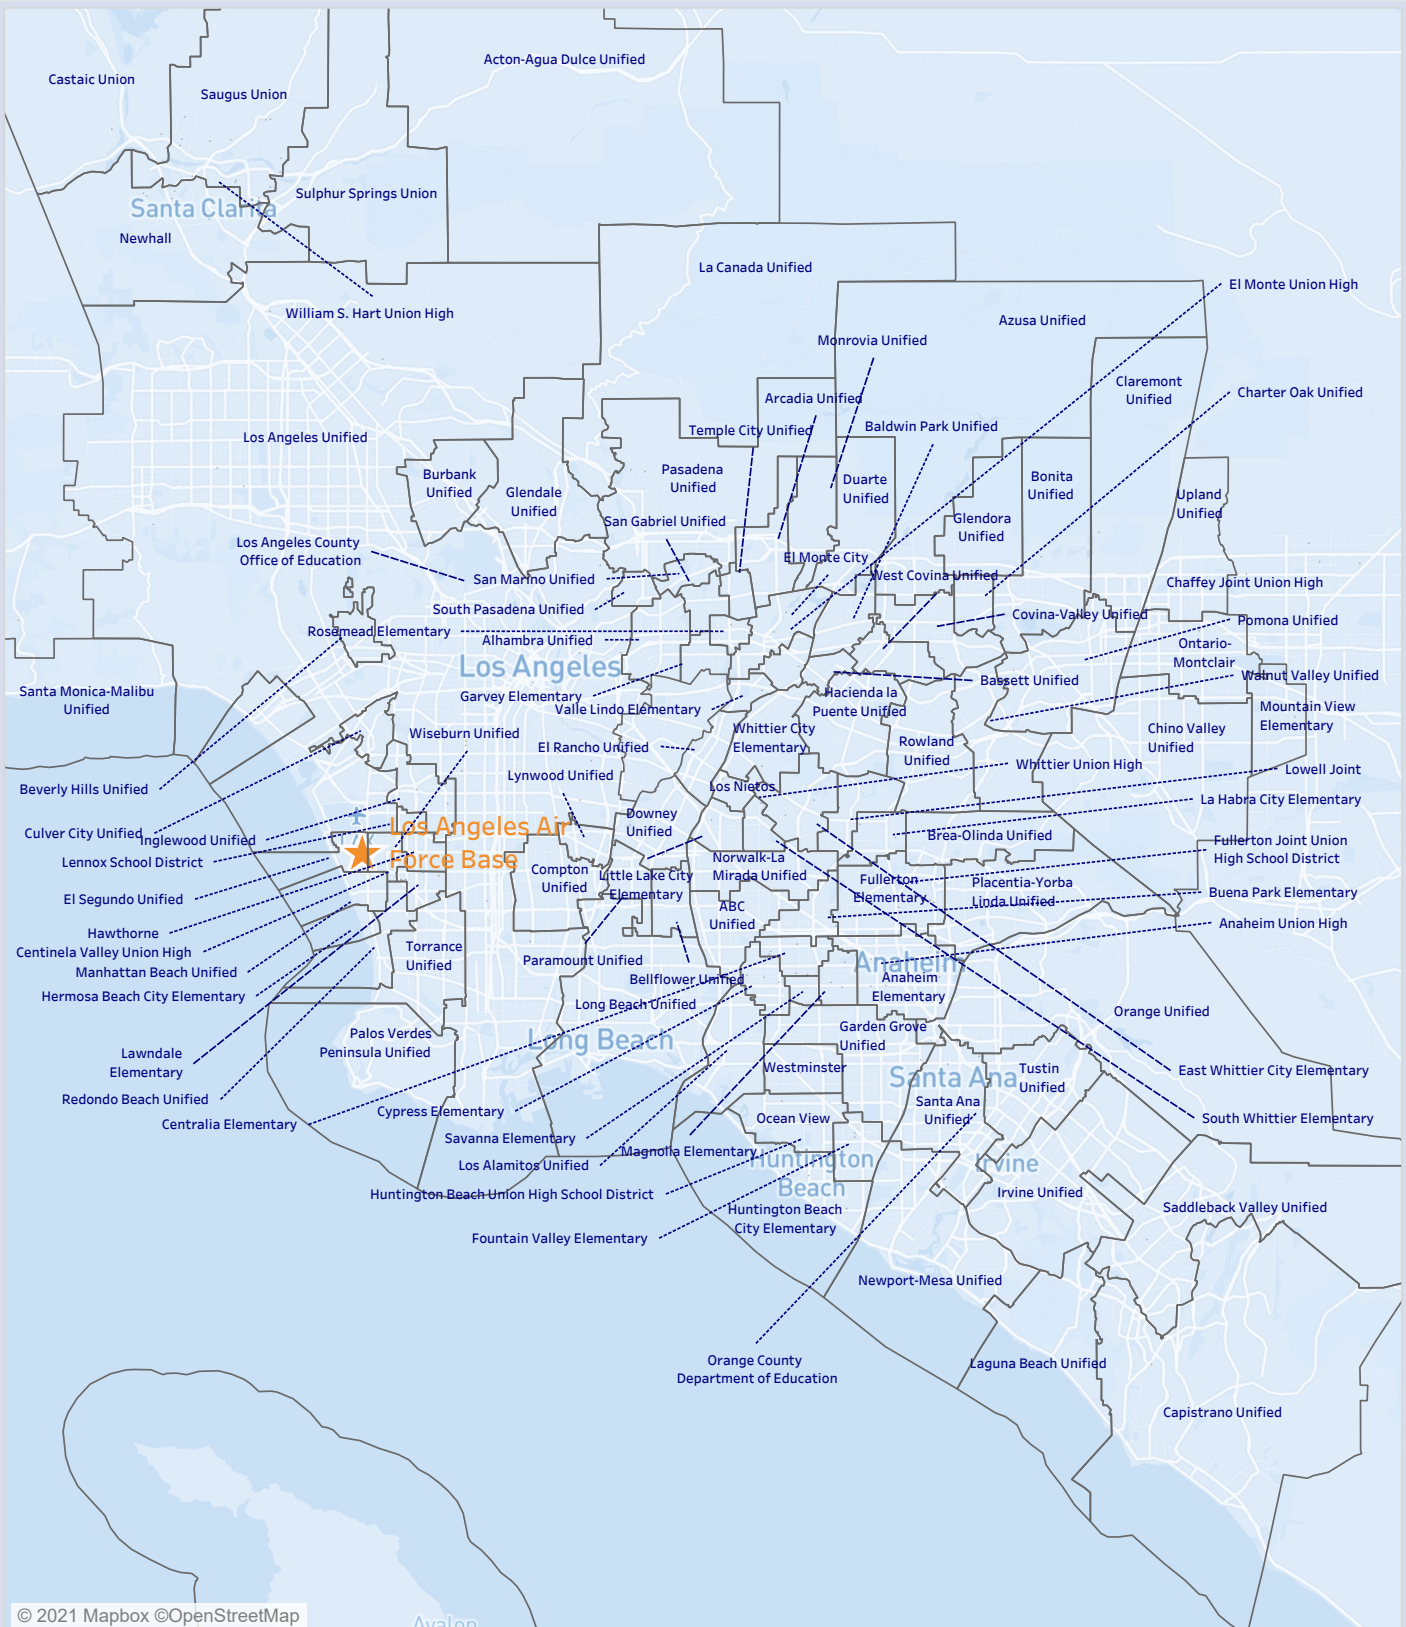 Acton-Agua Dulce Unified
Castaic Union
Saugus Union
Sulphur Springs Union
Santa Clarita
Newhall
La Canada Unified
El Monte Union High
William S. Hart Union High
Azusa Unified
Monrovia Unified
Claremont
Unified
Charter Oak Unified
Arcadia Unified
Temple City Unified
Baldwin Park Unified
Los Angeles Unified
Burbank
Unified
Glendale
Unified
Pasadena
Unified
Duarte
Unified
Bonita
Unified
Upland
Unified
San Gabriel Unified
Glendora
Unified
Los Angeles County
Office of Education
El Monte City
West Covina Unified
San Marino Unified
Chaffey Joint Union High
South Pasadena Unified
Covina-Valley Unified
Pomona Unified
Rosemead Elementary
Alhambra Unified
Ontario-
Montclair
Los Angeles
Walnut Valley Unified
Bassett Unified
Santa Monica-Malibu
Unified
Garvey Elementary
Valle Lindo Elementary
Hacienda la
Puente Unified
Mountain View
Elementary
Wiseburn Unified
Whittier City
Elementary
Chino Valley
Unified
El Rancho Unified
Rowland
Unified
Whittier Union High
Lowell Joint
Lynwood Unified
Beverly Hills Unified
Los Nietos
La Habra City Elementary
Downey
Unified
Culver City Unified
Inglewood Unified
Los Angeles Air
Force Base
Brea-Olinda Unified
Fullerton Joint Union
High School District
Lennox School District
Compton
Unified
Little Lake City
Elementary
Norwalk-La
Mirada Unified
Fullerton
Elementary
Placentia-Yorba
Linda Unified
Buena Park Elementary
El Segundo Unified
ABC
Unified
Anaheim Union High
Hawthorne
Centinela Valley Union High
Torrance
Unified
Paramount Unified
Anaheim
Manhattan Beach Unified
Bellflower Unified
Anaheim
Elementary
Hermosa Beach City Elementary
Long Beach Unified
Orange Unified
Palos Verdes
Peninsula Unified
Long Beach
Garden Grove
Unified
Lawndale
Elementary
Westminster
Santa Ana
Tustin
Unified
East Whittier City Elementary
Redondo Beach Unified
Santa Ana
Unified
Cypress Elementary
Centralia Elementary
Ocean View
South Whittier Elementary
Savanna Elementary
Magnolia Elementary
Los Alamitos Unified
Huntington
Beach
Irvine
Huntington Beach Union High School District
Irvine Unified
Saddleback Valley Unified
Huntington Beach
City Elementary
Fountain Valley Elementary
Newport-Mesa Unified
Orange County
Department of Education
Laguna Beach Unified
Capistrano Unified
© 2021 Mapbox ©OpenStreetMap
Avalon